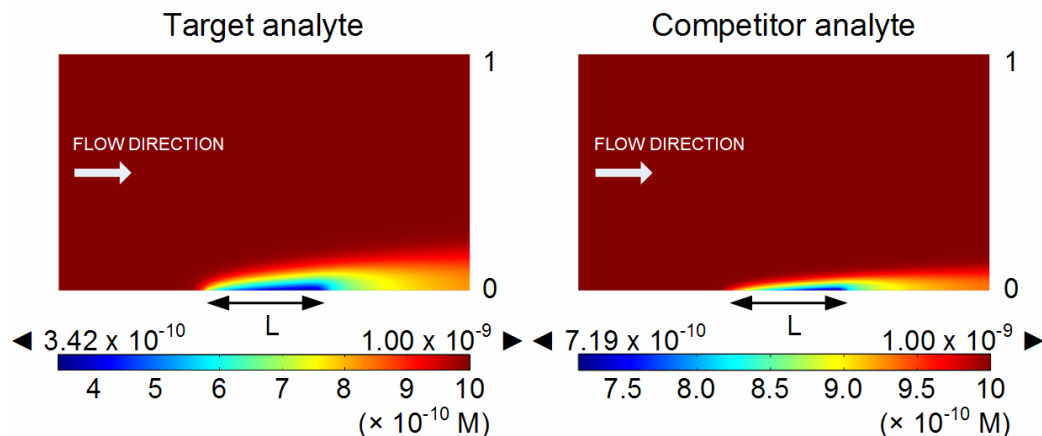 Target analyte
Competitor analyte
1
1
FLOW DIRECTION
FLOW DIRECTION
0
0
L
L
◄ 3.42 x 10⁻¹⁰
1.00 x 10⁻⁹ ►
◄ 7.19 x 10⁻¹⁰
1.00 x 10⁻⁹ ►
4 5 6 7 8 9 10
7.5 8.0 8.5 9.0 9.5 10
(× 10⁻¹⁰ M)
(× 10⁻¹⁰ M)